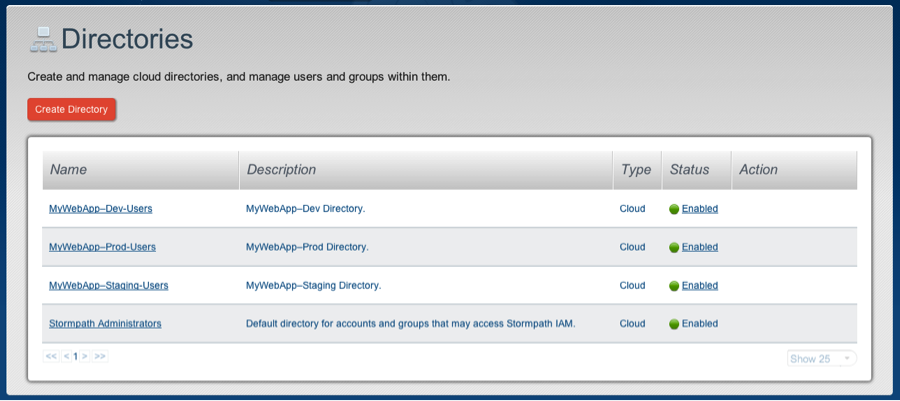 Directories
Create and manage cloud directories, and manage users and groups within them.
Create Directory
Name Description Type Status Action
MyWebApp–Dev-Users MyWebApp–Dev Directory. Cloud Enabled
MyWebApp–Prod-Users MyWebApp–Prod Directory. Cloud Enabled
MyWebApp–Staging-Users MyWebApp–Staging Directory. Cloud Enabled
Stormpath Administrators Default directory for accounts and groups that may access Stormpath IAM. Cloud Enabled
<< < 1 > >> Show 25